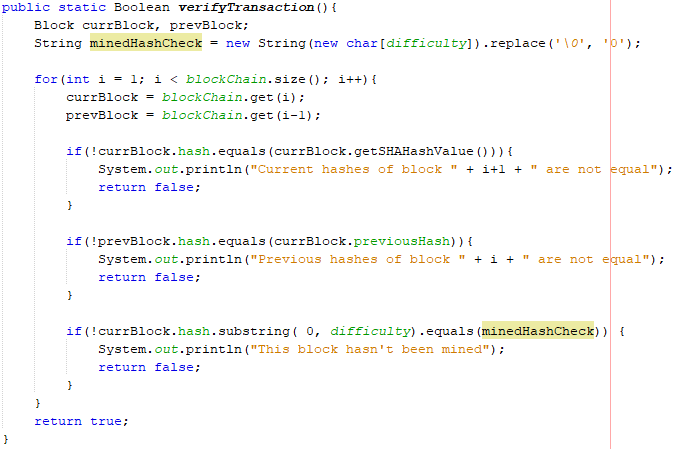 public static Boolean verifyTransaction(){
    Block currBlock, prevBlock;
    String minedHashCheck = new String(new char[difficulty]).replace('\0', '0');

    for(int i = 1; i < blockChain.size(); i++){
        currBlock = blockChain.get(i);
        prevBlock = blockChain.get(i-1);

        if(!currBlock.hash.equals(currBlock.getSHAHashValue())){
            System.out.println("Current hashes of block " + i+1 + " are not equal");
            return false;
        }

        if(!prevBlock.hash.equals(currBlock.previousHash)){
            System.out.println("Previous hashes of block " + i + " are not equal");
            return false;
        }

        if(!currBlock.hash.substring( 0, difficulty).equals(minedHashCheck)) {
            System.out.println("This block hasn't been mined");
            return false;
        }
    }
    return true;
}